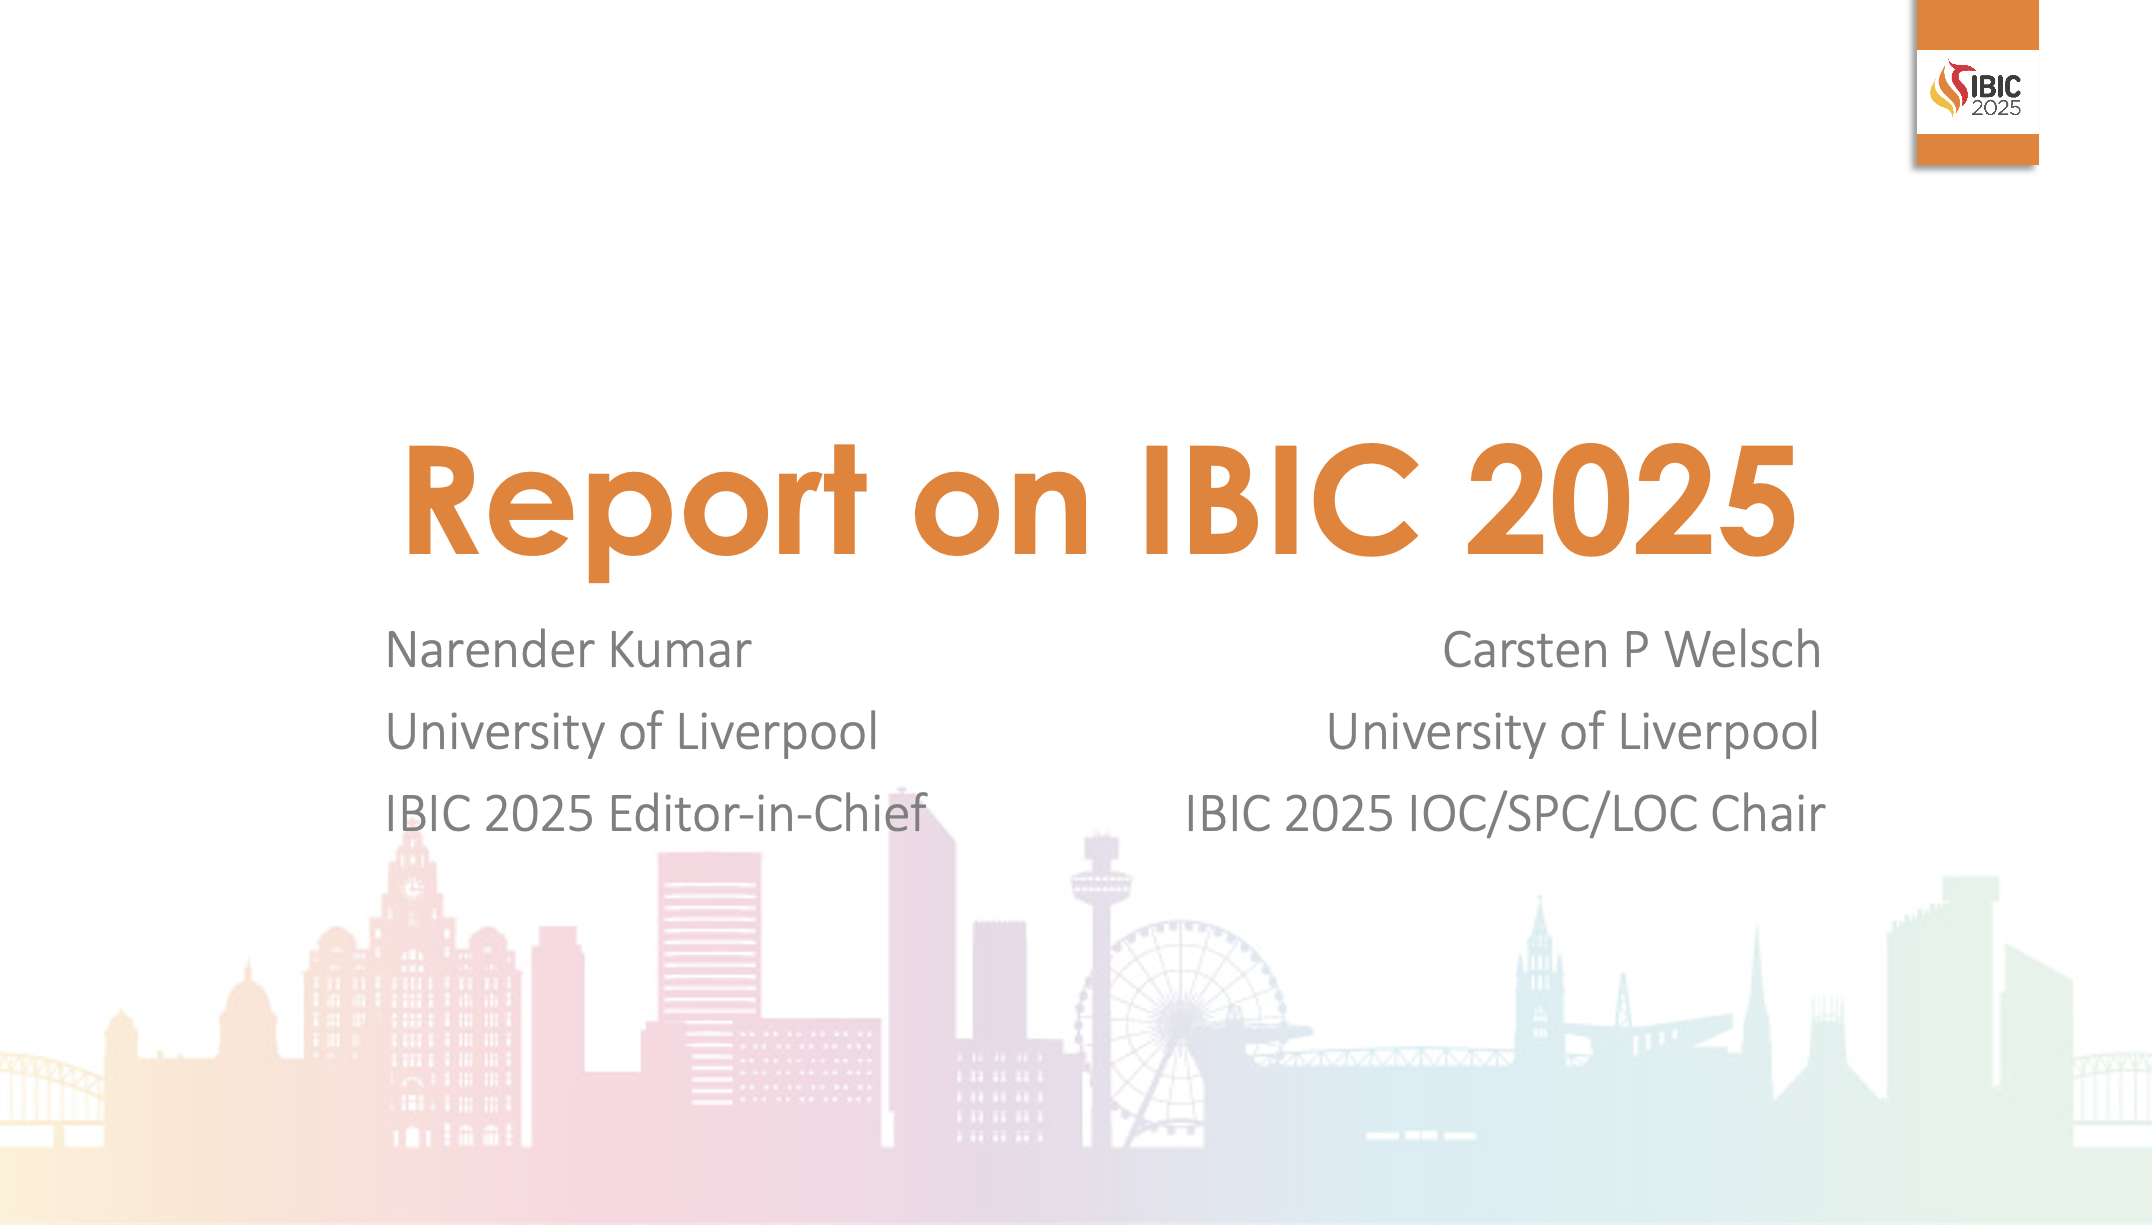 IBIC
2025
Report on IBIC 2025
Narender Kumar
University of Liverpool
IBIC 2025 Editor-in-Chief
Carsten P Welsch
University of Liverpool
IBIC 2025 IOC/SPC/LOC Chair